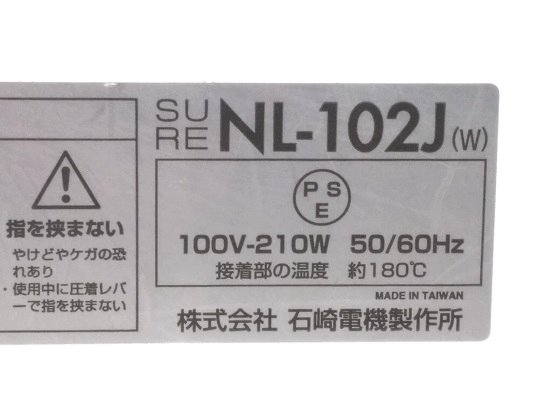 SURE NL-102J(W)
指を挟まない
やけどやケガの恐
れあり
・使用中に圧着レバ
ーで指を挟まない
PSE
100V-210W 50/60Hz
接着部の温度 約180℃
MADE IN TAIWAN
株式会社 石崎電機製作所